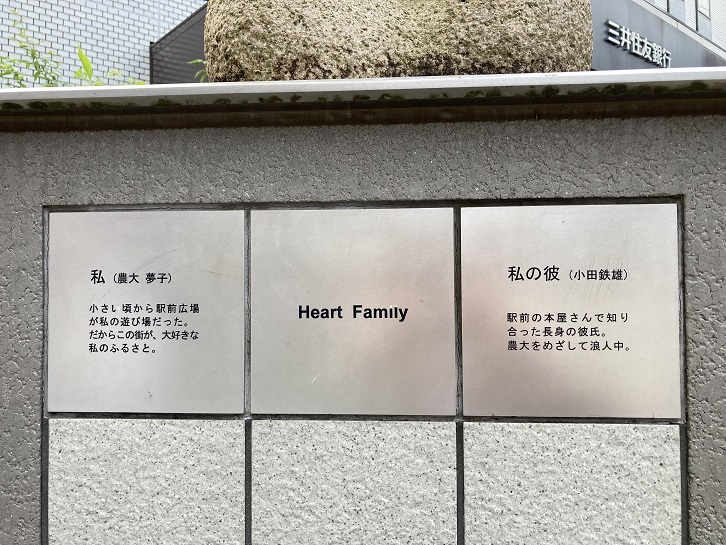 三井住友銀行
私（農大 夢子）
小さい頃から駅前広場
が私の遊び場だった。
だからこの街が、大好きな
私のふるさと。
Heart Family
私の彼（小田鉄雄）
駅前の本屋さんで知り
合った長身の彼氏。
農大をめざして浪人中。